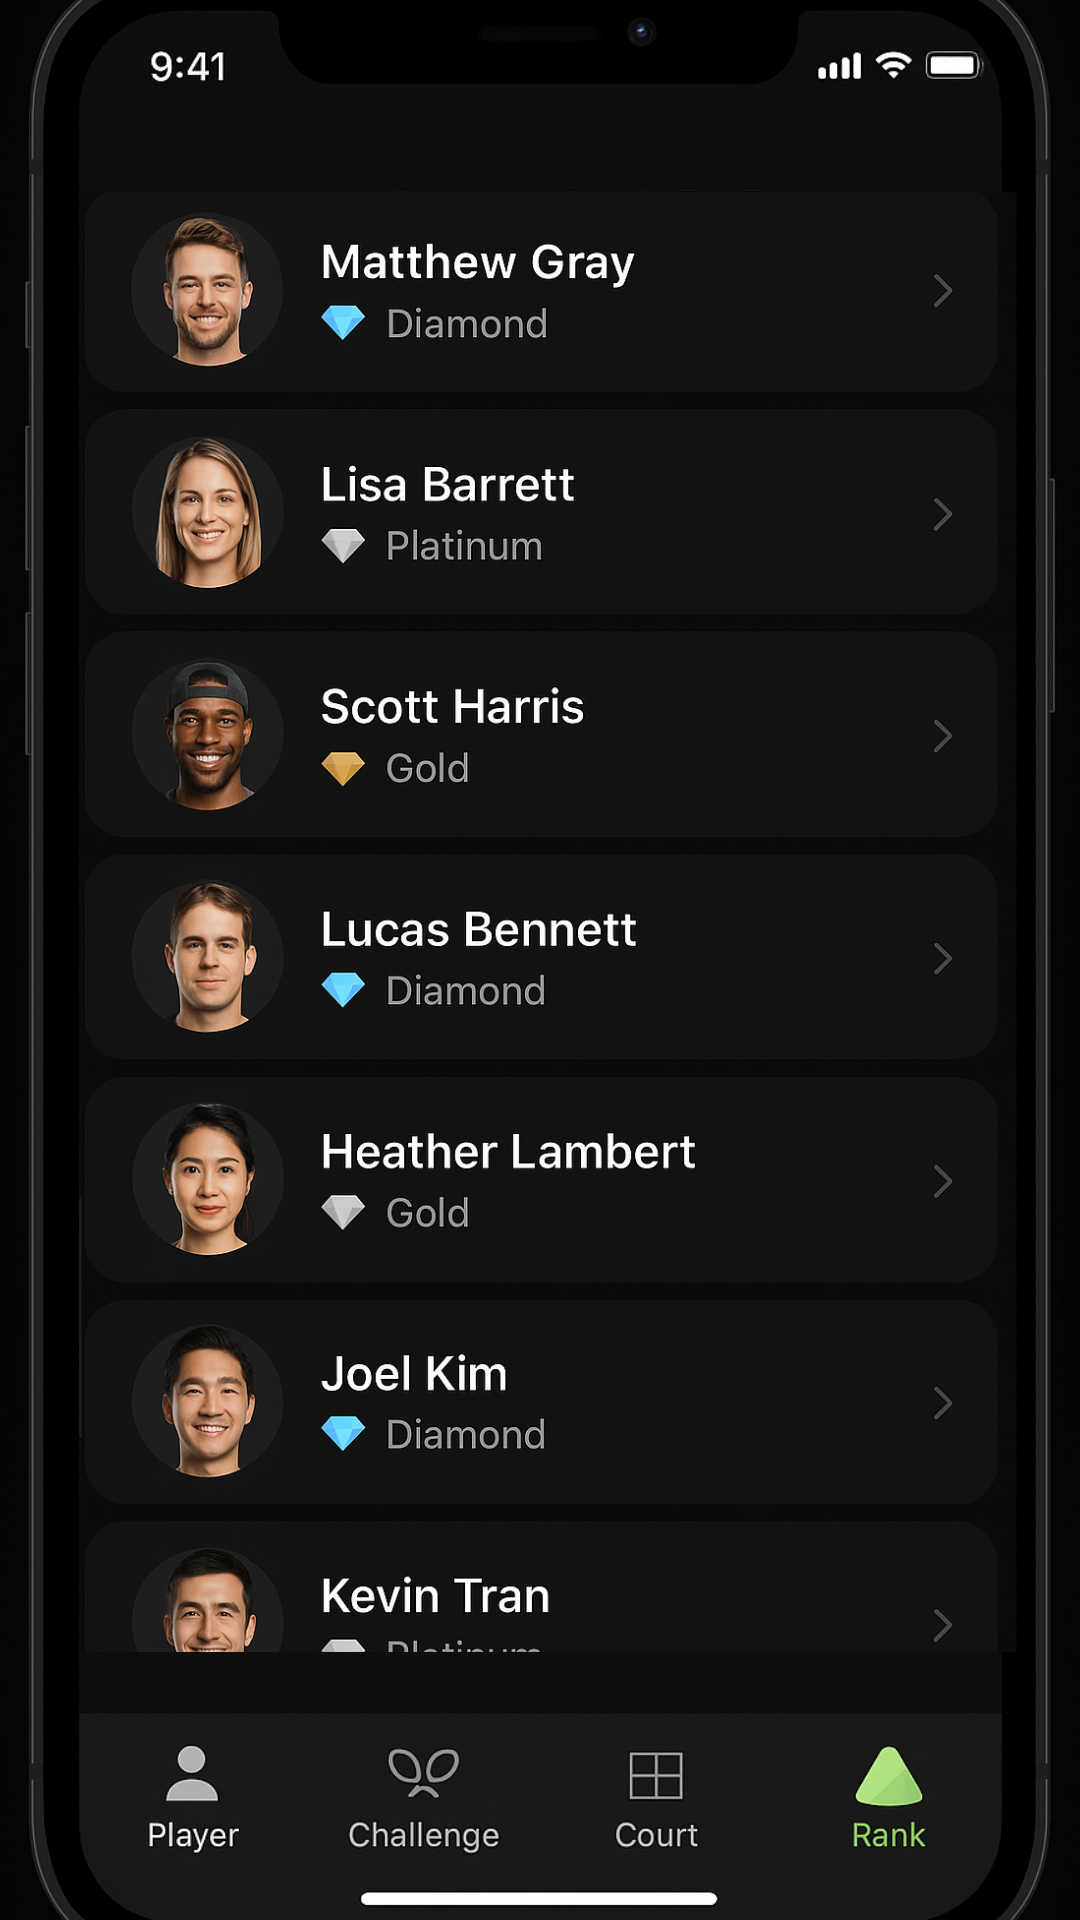 9:41
Matthew Gray
Diamond
Lisa Barrett
Platinum
Scott Harris
Gold
Lucas Bennett
Diamond
Heather Lambert
Gold
Joel Kim
Diamond
Kevin Tran
Platinum
Player
Challenge
Court
Rank